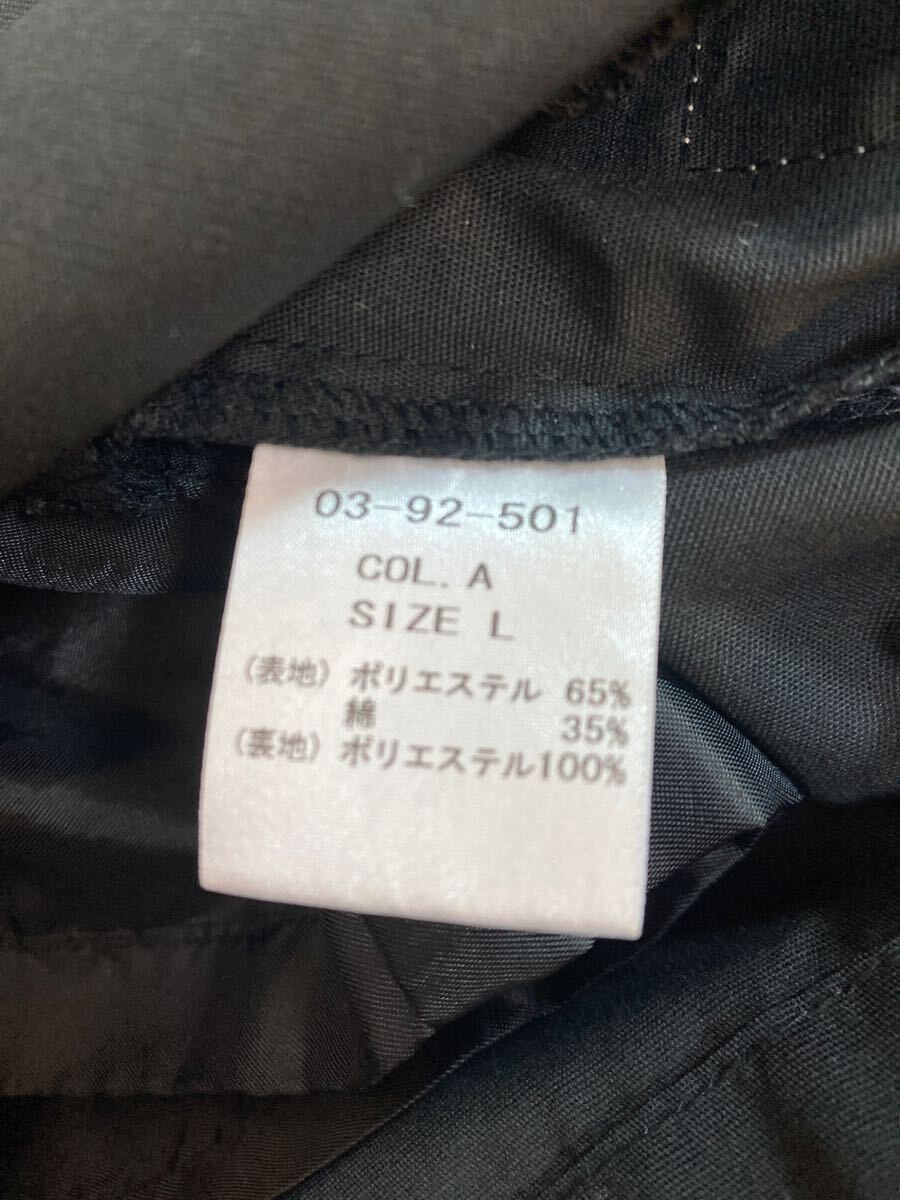 03-92-501
COL. A
SIZE L
(表地) ポリエステル 65%
綿 35%
(裏地) ポリエステル100%